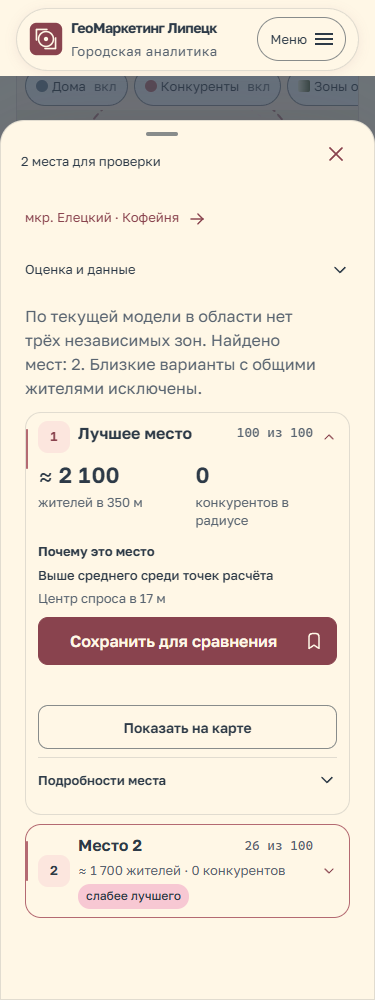 ГеоМаркетинг Липецк
Городская аналитика
Меню
Дома вкл
Конкуренты вкл
Зоны о
2 места для проверки
мкр. Елецкий · Кофейня →
Оценка и данные
По текущей модели в области нет
трёх независимых зон. Найдено
мест: 2. Близкие варианты с общими
жителями исключены.
1 Лучшее место 100 из 100
≈ 2 100
жителей в 350 м
0
конкурентов в
радиусе
Почему это место
Выше среднего среди точек расчёта
Центр спроса в 17 м
Сохранить для сравнения
Показать на карте
Подробности места
2
Место 2 26 из 100
≈ 1 700 жителей · 0 конкурентов
слабее лучшего